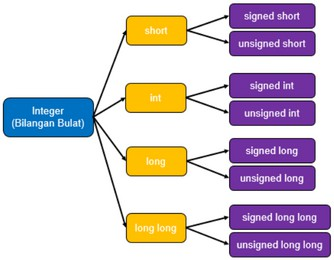 Integer
(Bilangan Bulat)
short
signed short
unsigned short
int
signed int
unsigned int
long
signed long
unsigned long
long long
signed long long
unsigned long long